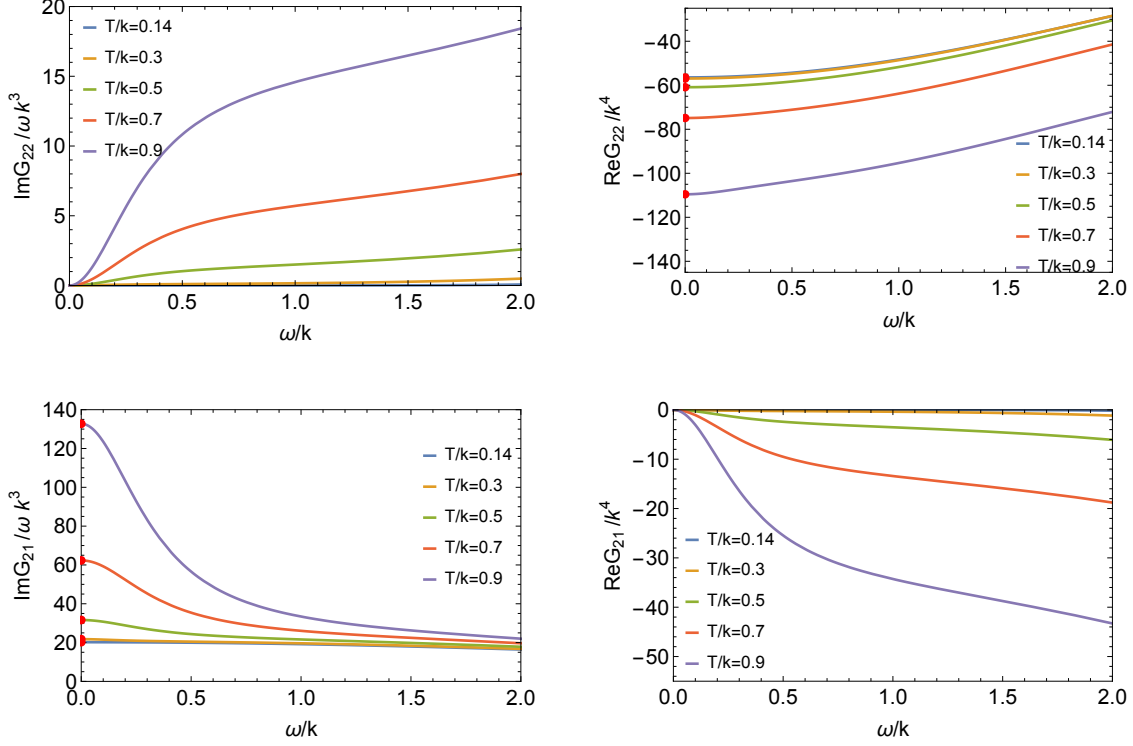 20
15
10
5
0
0.0 0.5 1.0 1.5 2.0
ω/k
ImG22/ω k^3
T/k=0.14
T/k=0.3
T/k=0.5
T/k=0.7
T/k=0.9
-40
-60
-80
-100
-120
-140
0.0 0.5 1.0 1.5 2.0
ω/k
ReG22/k^4
T/k=0.14
T/k=0.3
T/k=0.5
T/k=0.7
T/k=0.9
140
120
100
80
60
40
20
0
0.0 0.5 1.0 1.5 2.0
ω/k
ImG21/ω k^3
T/k=0.14
T/k=0.3
T/k=0.5
T/k=0.7
T/k=0.9
0
-10
-20
-30
-40
-50
0.0 0.5 1.0 1.5 2.0
ω/k
ReG21/k^4
T/k=0.14
T/k=0.3
T/k=0.5
T/k=0.7
T/k=0.9